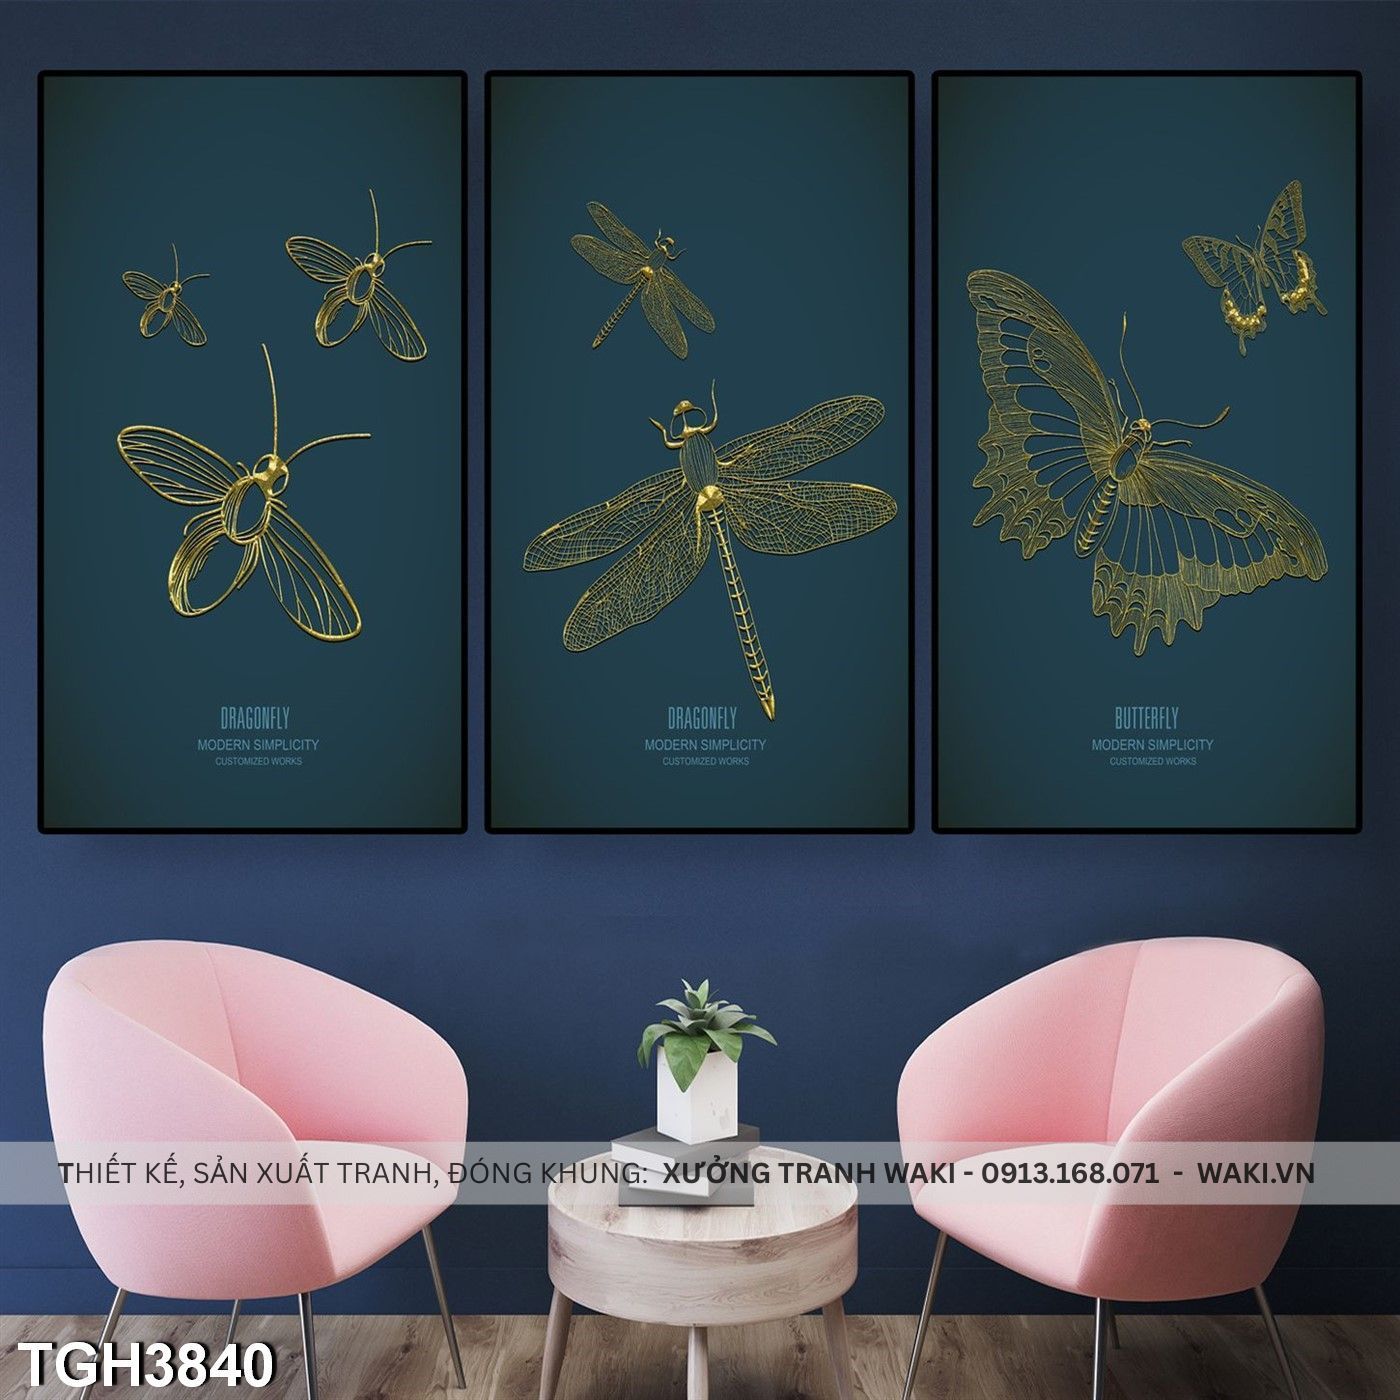 DRAGONFLY
MODERN SIMPLICITY
CUSTOMIZED WORKS
DRAGONFLY
MODERN SIMPLICITY
CUSTOMIZED WORKS
BUTTERFLY
MODERN SIMPLICITY
CUSTOMIZED WORKS
THIẾT KẾ, SẢN XUẤT TRANH, ĐÓNG KHUNG: XƯỞNG TRANH WAKI - 0913.168.071 - WAKI.VN
TGH3840